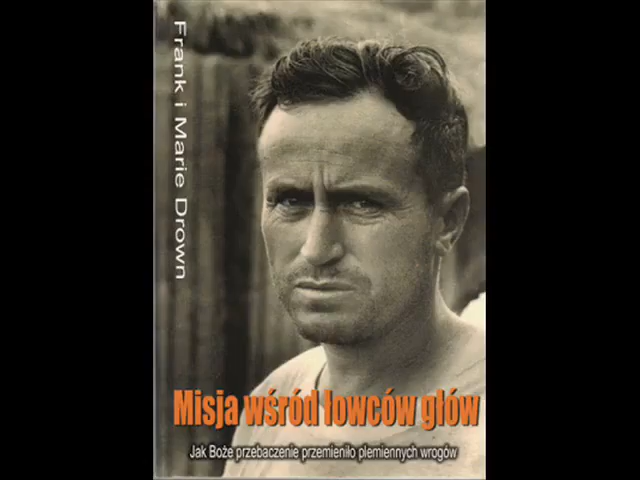 Frank i Marie Drown
Misja wśród łowców głów
Jak Boże przebaczenie przemieniło plemiennych wrogów